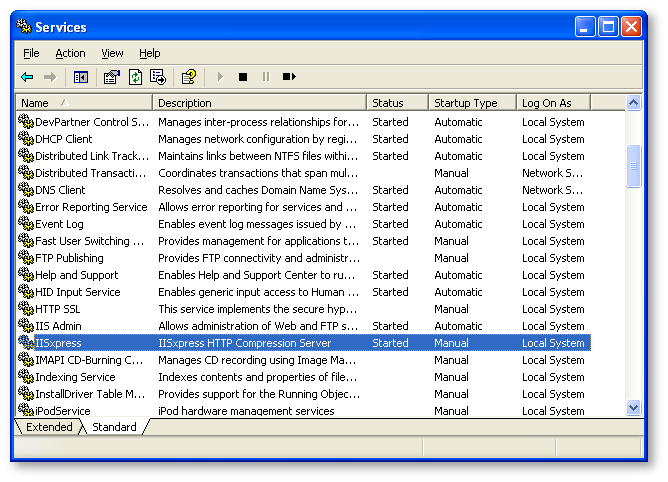 Services
File Action View Help
Name Description Status Startup Type Log On As
DevPartner Control S... Manages inter-process relationships for... Started Automatic Local System
DHCP Client Manages network configuration by regi... Started Automatic Local System
Distributed Link Track... Maintains links between NTFS files withi... Started Automatic Local System
Distributed Transacti... Coordinates transactions that span mul... Manual Network S...
DNS Client Resolves and caches Domain Name Sys... Started Automatic Network S...
Error Reporting Service Allows error reporting for services and ... Started Automatic Local System
Event Log Enables event log messages issued by ... Started Automatic Local System
Fast User Switching ... Provides management for applications t... Started Manual Local System
FTP Publishing Provides FTP connectivity and administr... Manual Local System
Help and Support Enables Help and Support Center to ru... Started Automatic Local System
HID Input Service Enables generic input access to Human ... Started Automatic Local System
HTTP SSL This service implements the secure hyp... Manual Local System
IIS Admin Allows administration of Web and FTP s... Started Automatic Local System
IISxpress IISxpress HTTP Compression Server Started Manual Local System
IMAPI CD-Burning C... Manages CD recording using Image Ma... Manual Local System
Indexing Service Indexes contents and properties of file... Manual Local System
InstallDriver Table M... Provides support for the Running Objec... Manual Local System
iPodService iPod hardware management services Manual Local System
Extended Standard